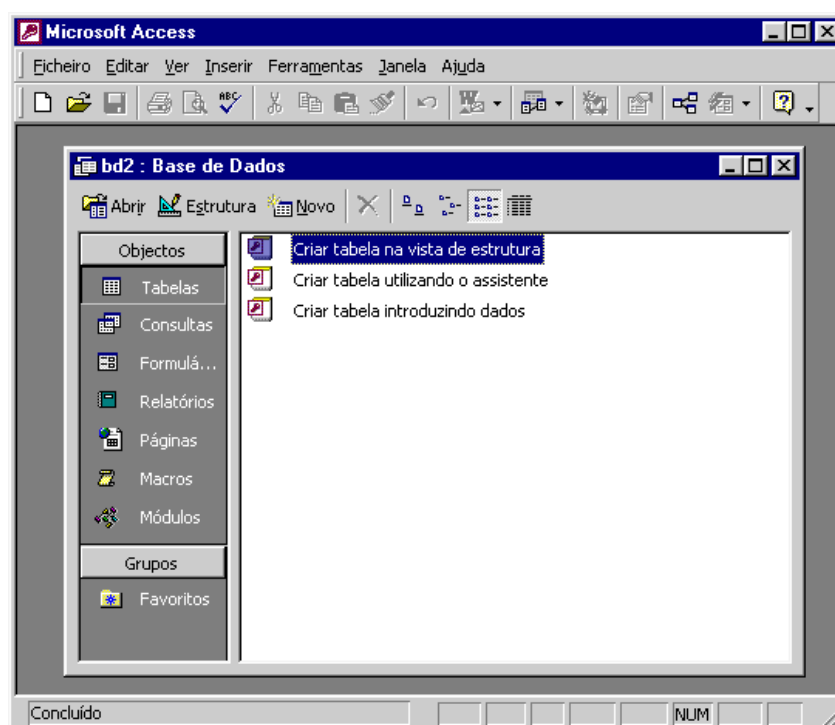 Microsoft Access
Ficheiro Editar Ver Inserir Ferramentas Janela Ajuda
ABC
bd2 : Base de Dados
Abrir Estrutura Novo
Objectos
Tabelas
Consultas
Formulá...
Relatórios
Páginas
Macros
Módulos
Grupos
Favoritos
Criar tabela na vista de estrutura
Criar tabela utilizando o assistente
Criar tabela introduzindo dados
Concluído
NUM